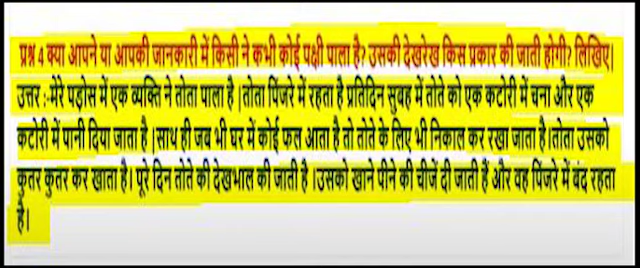 प्रश्न 4 क्या आपने या आपकी जानकारी में किसी ने कभी कोई पक्षी पाला है? उसकी देखरेख किस प्रकार की जाती होगी? लिखिए|
उत्तर :-मेरे पड़ोस में एक व्यक्ति ने तोता पाला है |तोता पिंजरे में रहता है प्रतिदिन सुबह में तोते को एक कटोरी में चना और एक
कटोरी में पानी दिया जाता है |साथ ही जब भी घर में कोई फल आता है तो तोते के लिए भी निकाल कर रखा जाता है।तोता उसको
कुतर कुतर कर खाता है। पूरे दिन तोते की देखभाल की जाती है |उसको खाने पीने की चीजें दी जाती हैं और वह पिंजरे में बंद रहता
है।